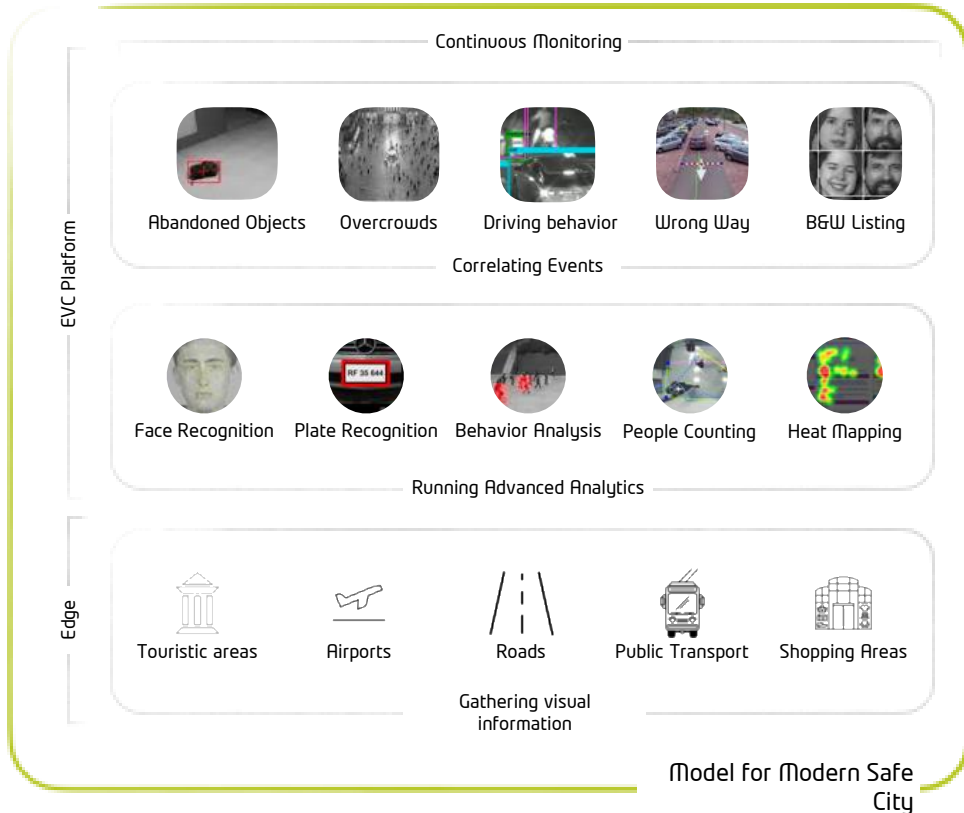 Continuous Monitoring
EVC Platform
Abandoned Objects
Overcrowds
Driving behavior
Wrong Way
B&W Listing
Correlating Events
RF 35 644
Face Recognition
Plate Recognition
Behavior Analysis
People Counting
Heat Mapping
Running Advanced Analytics
Edge
Touristic areas
Airports
Roads
Public Transport
Shopping Areas
Gathering visual
information
Model for Modern Safe
City